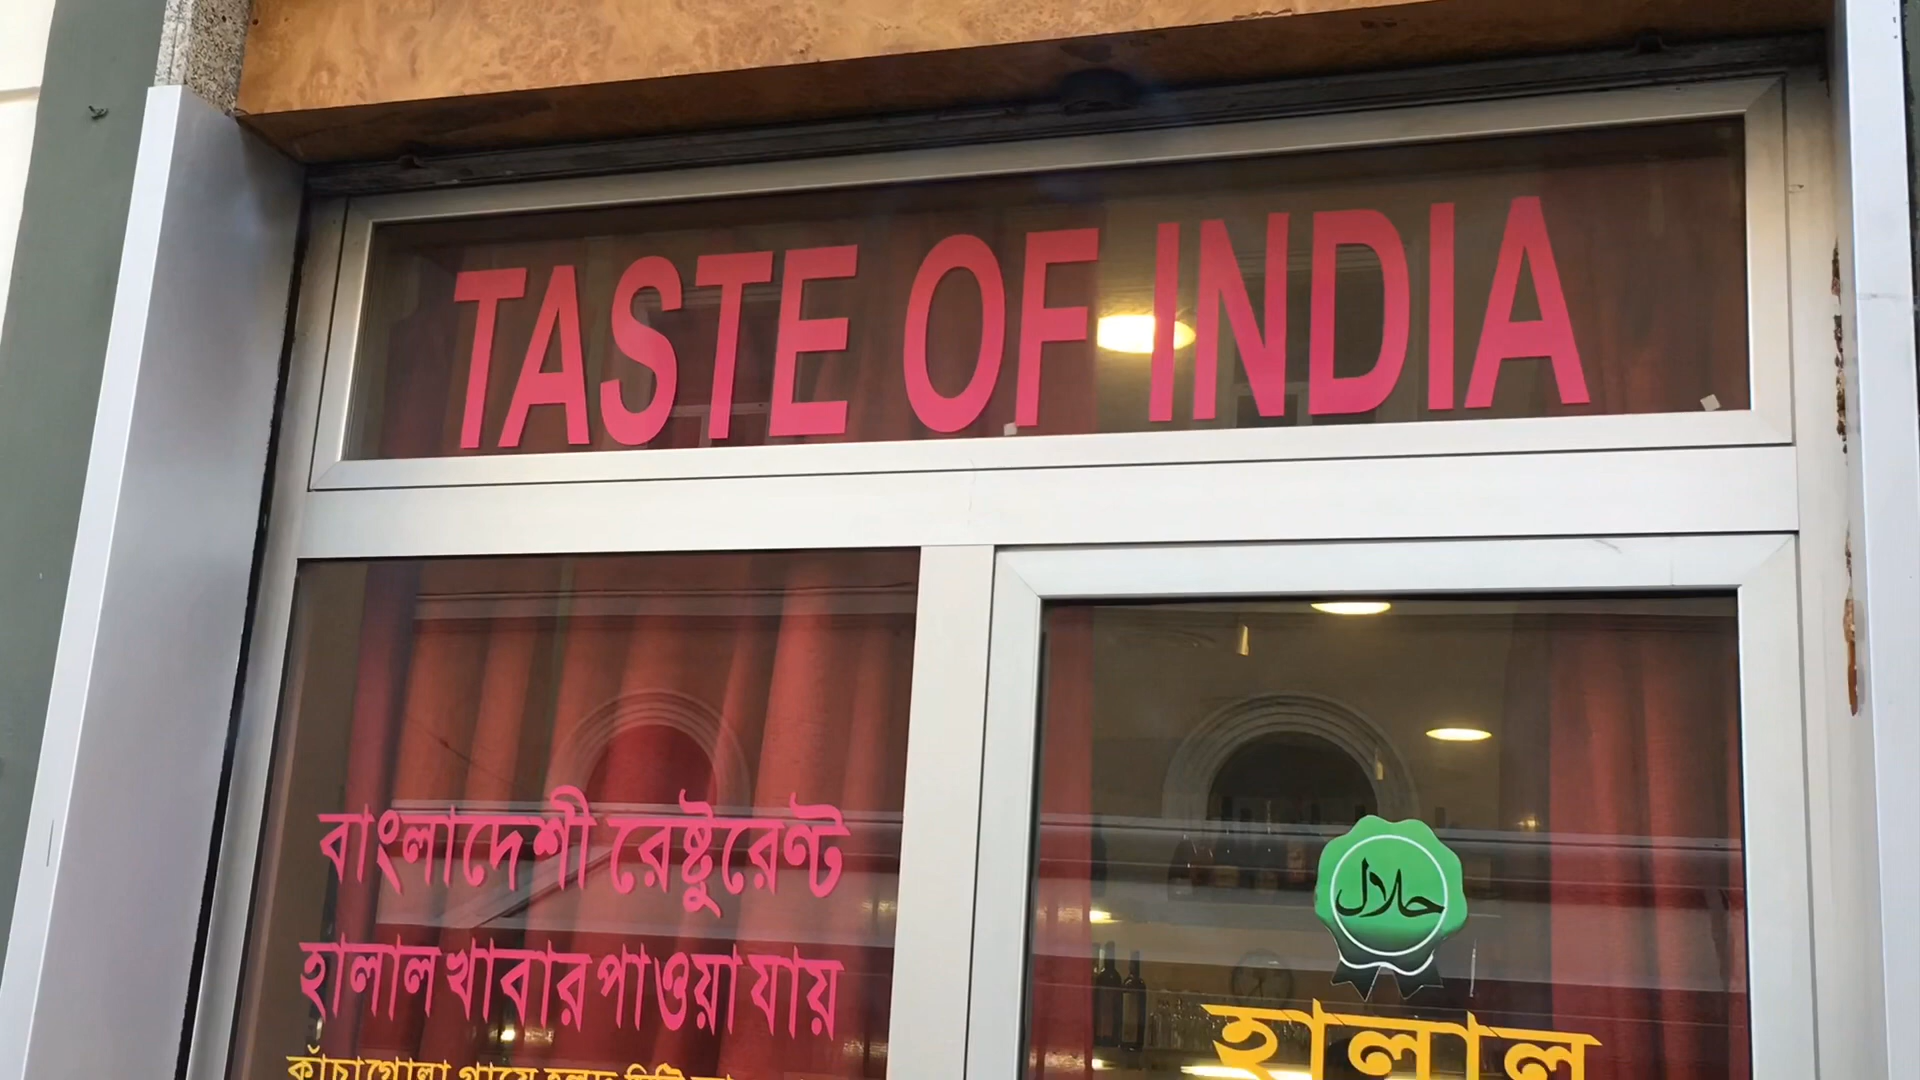 TASTE OF INDIA
বাংলাদেশী রেষ্টুরেণ্ট
হালাল খাবার পাওয়া যায়
حلال
হালাল